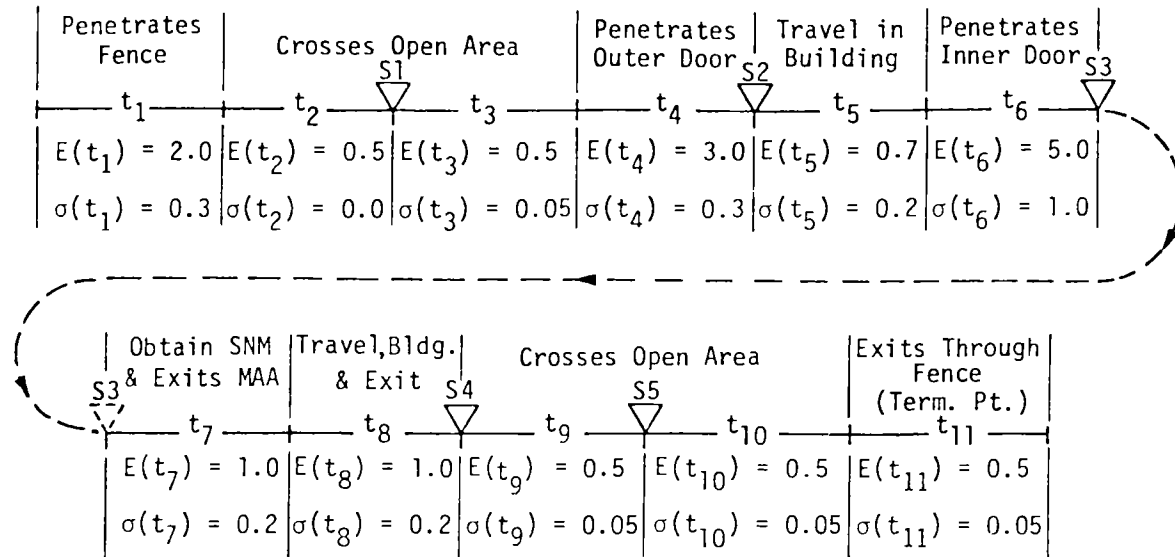 Penetrates Fence
Crosses Open Area
Penetrates Outer Door
Travel in Building
Penetrates Inner Door
S1
S2
S3
t₁
t₂
t₃
t₄
t₅
t₆
E(t₁) = 2.0
E(t₂) = 0.5
E(t₃) = 0.5
E(t₄) = 3.0
E(t₅) = 0.7
E(t₆) = 5.0
σ(t₁) = 0.3
σ(t₂) = 0.0
σ(t₃) = 0.05
σ(t₄) = 0.3
σ(t₅) = 0.2
σ(t₆) = 1.0
Obtain SNM & Exits MAA
Travel,Bldg. & Exit
Crosses Open Area
Exits Through Fence (Term. Pt.)
S3
S4
S5
t₇
t₈
t₉
t₁₀
t₁₁
E(t₇) = 1.0
E(t₈) = 1.0
E(t₉) = 0.5
E(t₁₀) = 0.5
E(t₁₁) = 0.5
σ(t₇) = 0.2
σ(t₈) = 0.2
σ(t₉) = 0.05
σ(t₁₀) = 0.05
σ(t₁₁) = 0.05